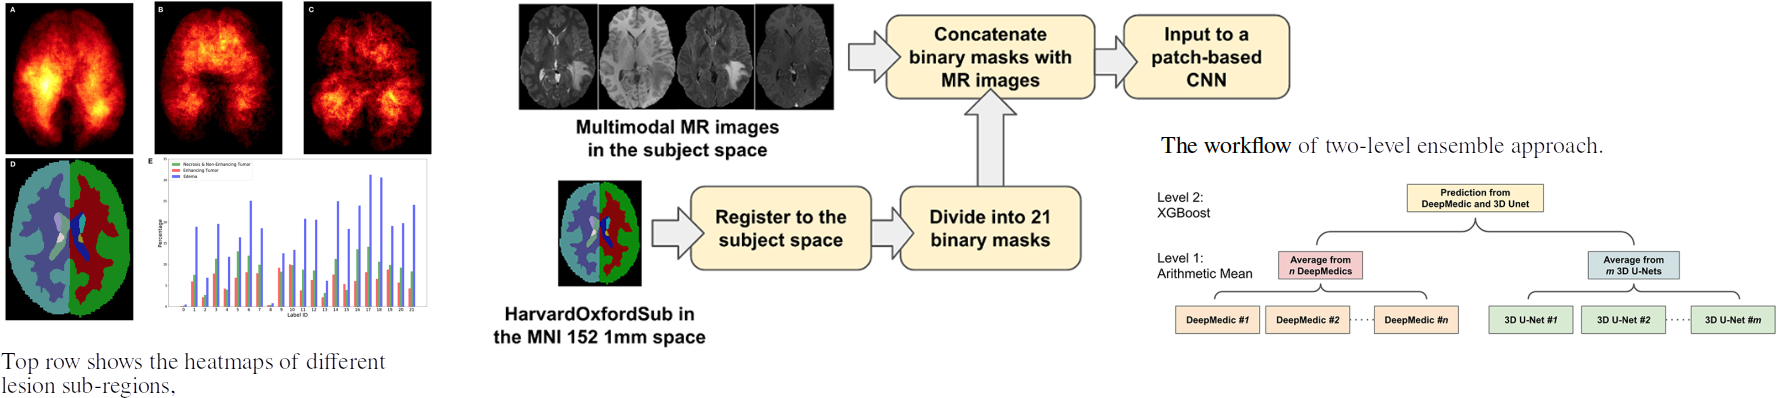 A
B
C
D
E
Necrosis & Non-Enhancing Tumor
Enhancing Tumor
Edema
Percentage
0 1 2 3 4 5 6 7 8 9 10 11 12 13 14 15 16 17 18 19 20 21
Label ID
Top row shows the heatmaps of different
lesion sub-regions,
Multimodal MR images
in the subject space
Concatenate
binary masks with
MR images
Input to a
patch-based
CNN
Register to the
subject space
Divide into 21
binary masks
HarvardOxfordSub in
the MNI 152 1mm space
The workflow of two-level ensemble approach.
Level 2:
XGBoost
Prediction from
DeepMedic and 3D Unet
Level 1:
Arithmetic Mean
Average from
n DeepMedics
Average from
m 3D U-Nets
DeepMedic #1
DeepMedic #2
DeepMedic #n
3D U-Net #1
3D U-Net #2
3D U-Net #m